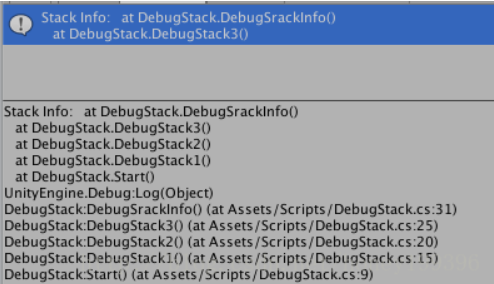 Stack Info:   at DebugStack.DebugSrackInfo()
at DebugStack.DebugStack3()
Stack Info:   at DebugStack.DebugSrackInfo()
at DebugStack.DebugStack3()
at DebugStack.DebugStack2()
at DebugStack.DebugStack1()
at DebugStack.Start()
UnityEngine.Debug:Log(Object)
DebugStack:DebugSrackInfo() (at Assets/Scripts/DebugStack.cs:31)
DebugStack:DebugStack3() (at Assets/Scripts/DebugStack.cs:25)
DebugStack:DebugStack2() (at Assets/Scripts/DebugStack.cs:20)
DebugStack:DebugStack1() (at Assets/Scripts/DebugStack.cs:15)
DebugStack:Start() (at Assets/Scripts/DebugStack.cs:9)